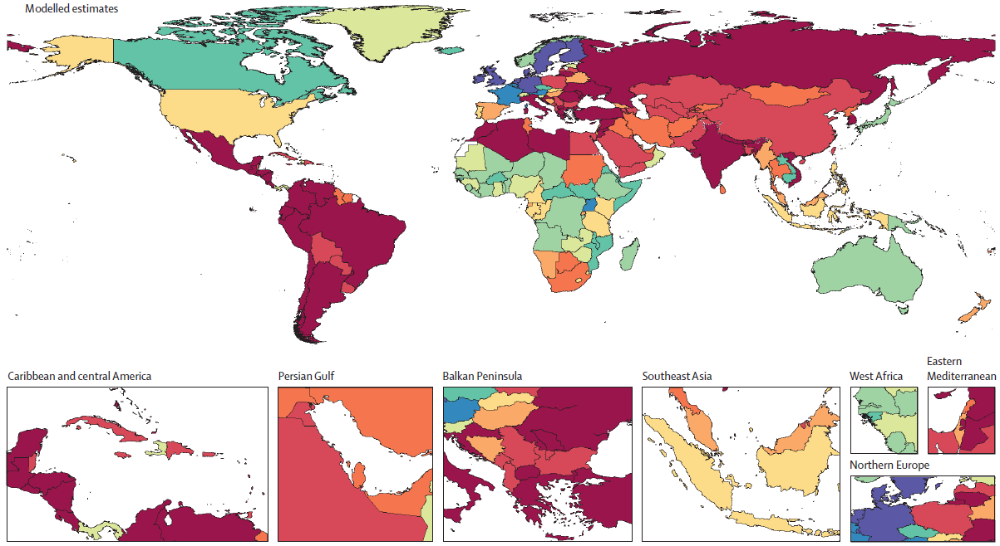 Modelled estimates
Caribbean and central America
Persian Gulf
Balkan Peninsula
Southeast Asia
West Africa
Eastern
Mediterranean
Northern Europe